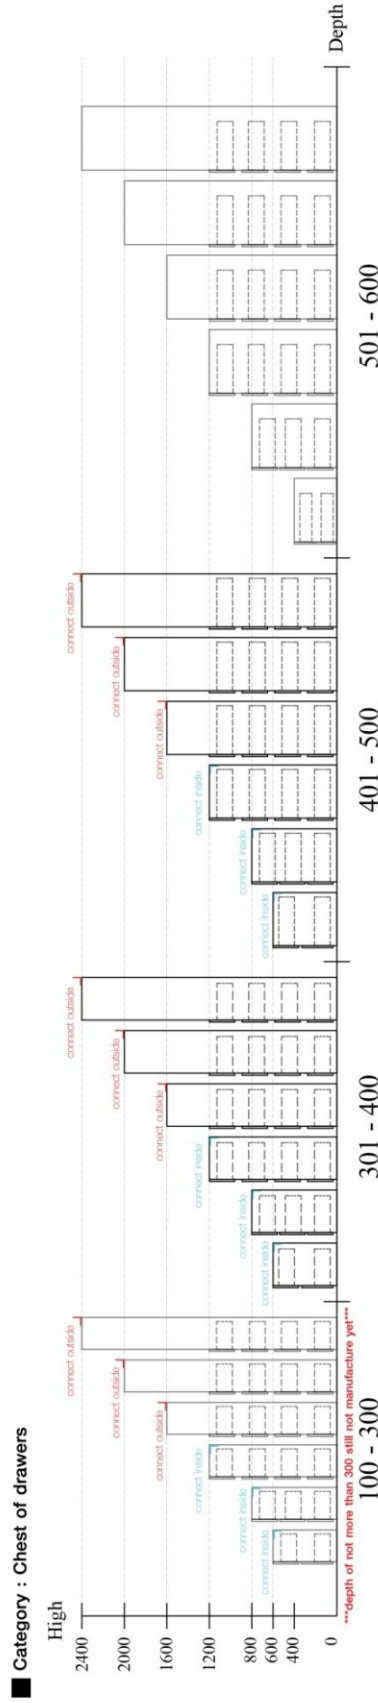 Category : Chest of drawers
High
2400
2000
1600
1200
800
600
400
0
connect inside
connect inside
connect inside
connect outside
connect outside
connect outside
connect inside
connect inside
connect inside
connect outside
connect outside
connect outside
connect inside
connect inside
connect inside
connect outside
connect outside
connect outside
Depth
***depth of not more than 300 still not manufacture yet***
100 - 300
301 - 400
401 - 500
501 - 600